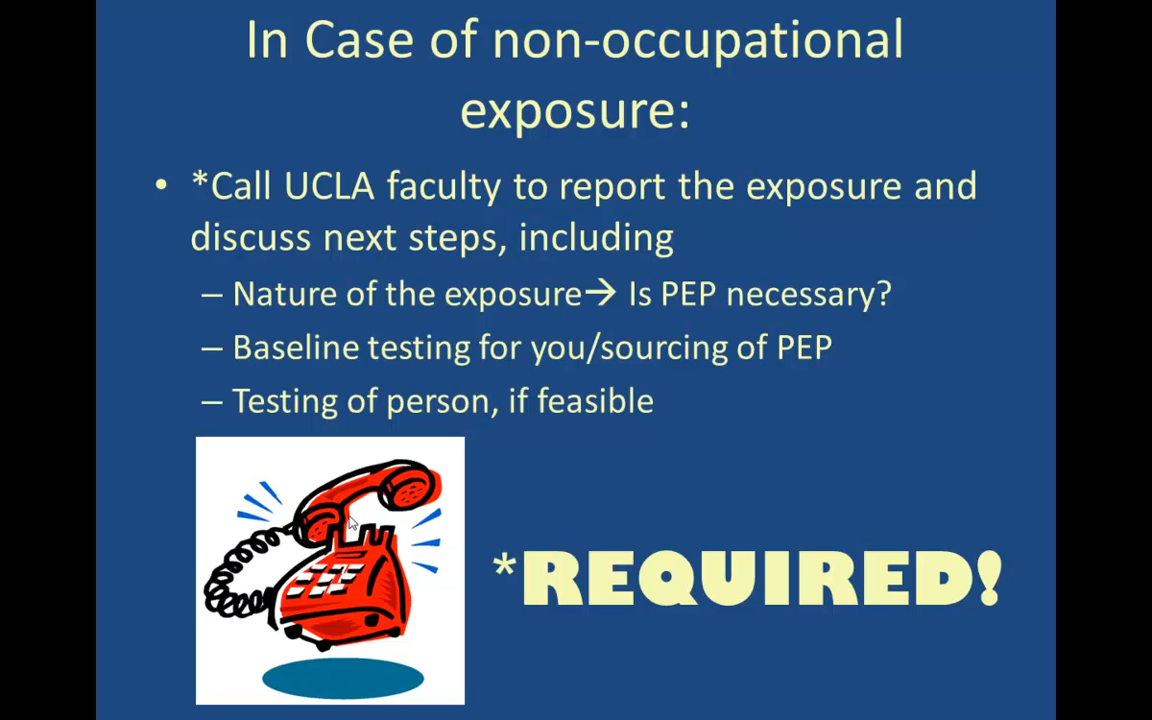 In Case of non-occupational
exposure:
• *Call UCLA faculty to report the exposure and
discuss next steps, including
– Nature of the exposure→ Is PEP necessary?
– Baseline testing for you/sourcing of PEP
– Testing of person, if feasible
*REQUIRED!